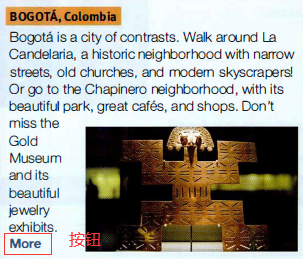 BOGOTÁ, Colombia
Bogotá is a city of contrasts. Walk around La
Candelaria, a historic neighborhood with narrow
streets, old churches, and modern skyscrapers!
Or go to the Chapinero neighborhood, with its
beautiful park, great cafés, and shops. Don't
miss the
Gold
Museum
and its
beautiful
jewelry
exhibits.
More 按钮